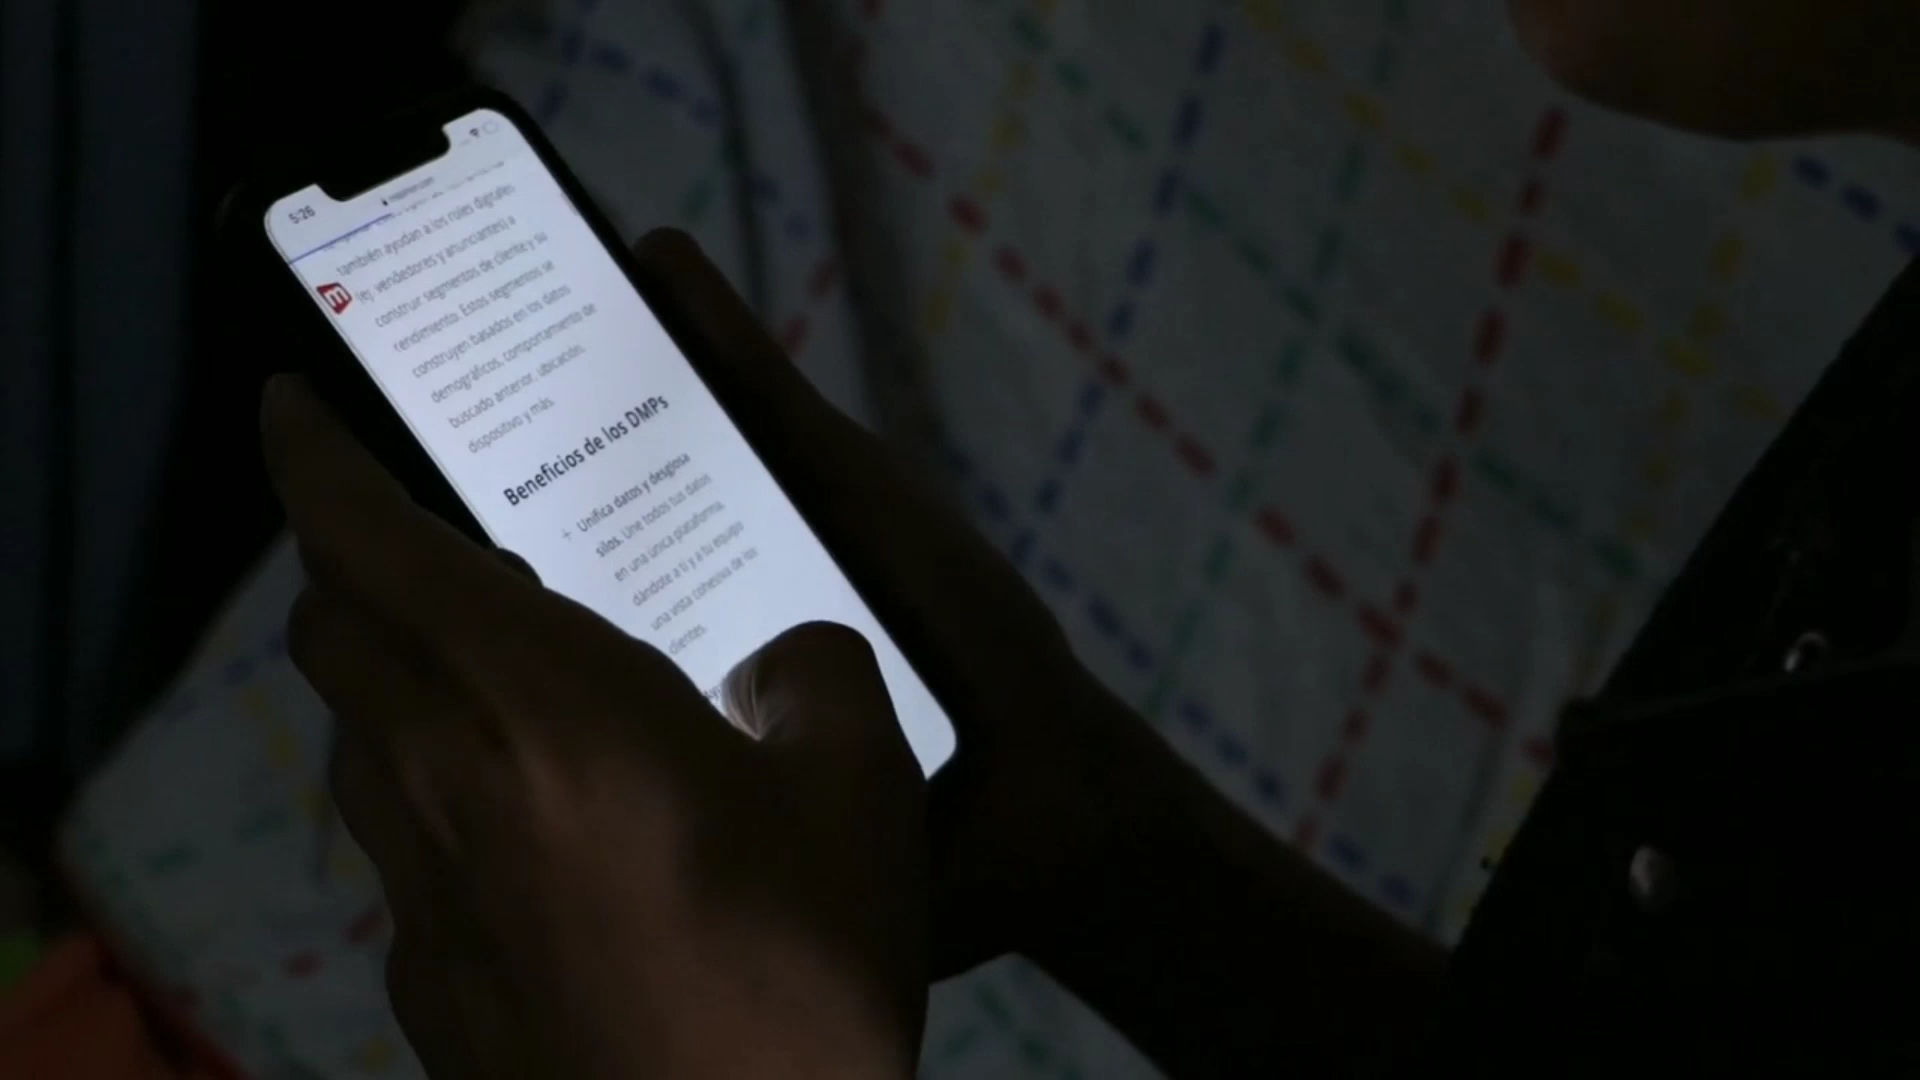 5:26
también ayudan a los roles digitales
(ej. vendedores y anunciantes) a
construir segmentos de cliente y su
rendimiento. Estos segmentos se
construyen basados en los datos
demográficos, comportamiento de
buscado anterior, ubicación,
dispositivo y más.
Beneficios de los DMPs
+ Unifica datos y desglosa
silos. Une todos tus datos
en una única plataforma,
dándote a ti y a tu equipo
una vista cohesiva de los
clientes.